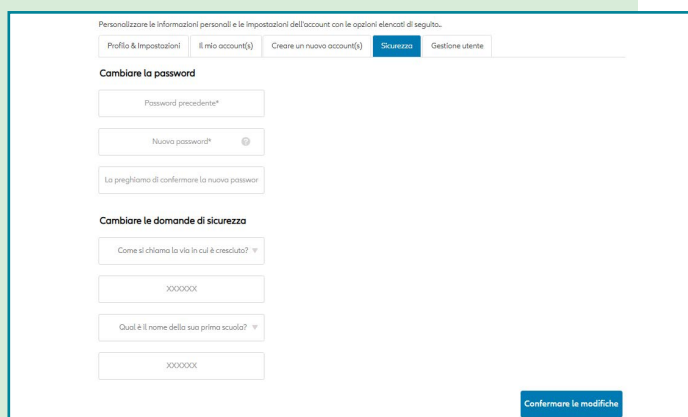 Personalizzare le informazioni personali e le impostazioni dell'account con le opzioni elencati di seguito..
Profilo & Impostazioni Il mio account(s) Creare un nuovo account(s) Sicurezza Gestione utente
Cambiare la password
Password precedente*
Nuova password* ?
La preghiamo di confermare la nuova passwor
Cambiare le domande di sicurezza
Come si chiama la via in cui è cresciuto?
XXXXXX
Qual è il nome della sua prima scuola?
XXXXXX
Confermare le modifiche